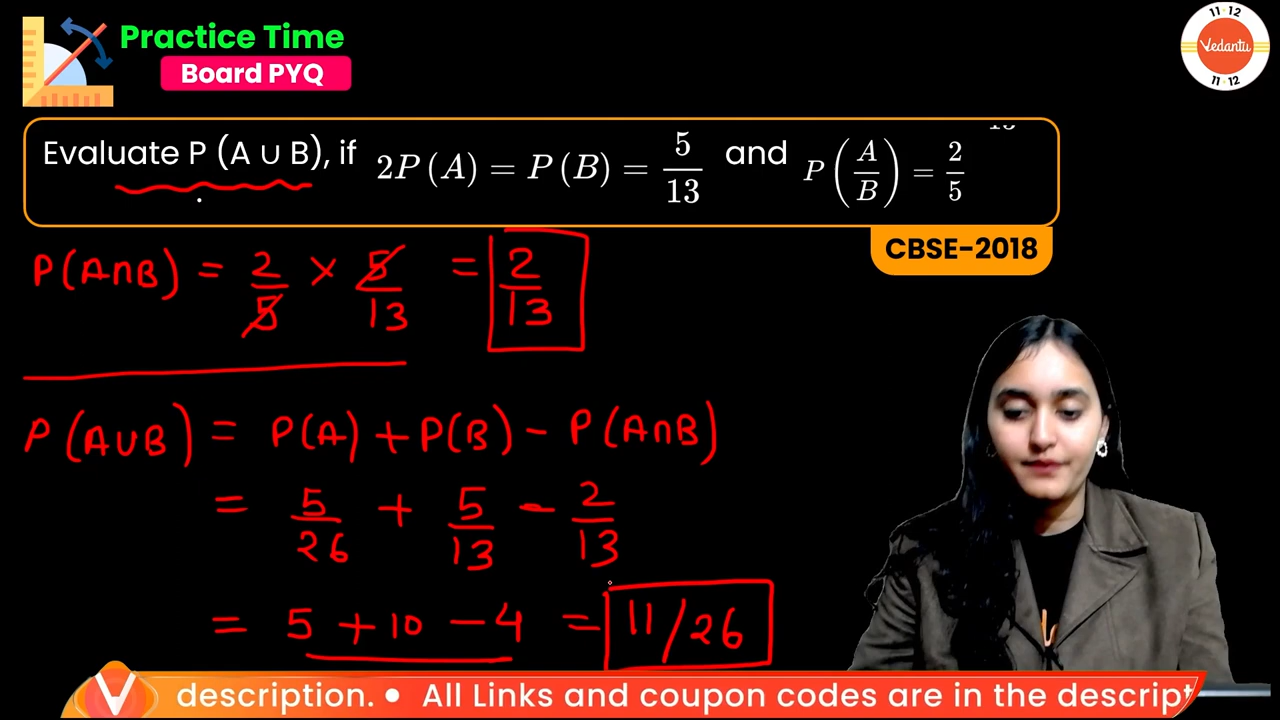 Practice Time
Board PYQ
11·12
Vedantu
11·12
Evaluate P (A ∪ B), if 2P (A) = P (B) = 5/13 and P(A/B) = 2/5
CBSE-2018
P(A∩B) = 2/5 × 5/13 = 2/13
P(A∪B) = P(A) + P(B) - P(A∩B)
= 5/26 + 5/13 - 2/13
= 5 + 10 - 4 = 11/26
description. ● All Links and coupon codes are in the descript